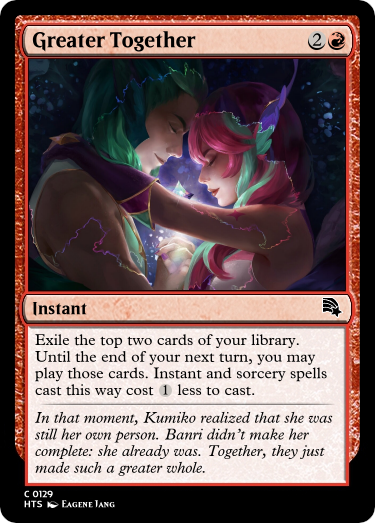 Greater Together 2
Instant
Exile the top two cards of your library.
Until the end of your next turn, you may
play those cards. Instant and sorcery spells
cast this way cost 1 less to cast.
In that moment, Kumiko realized that she was
still her own person. Banri didn't make her
complete: she already was. Together, they just
made such a greater whole.
C 0129
HTS Eagene Jang